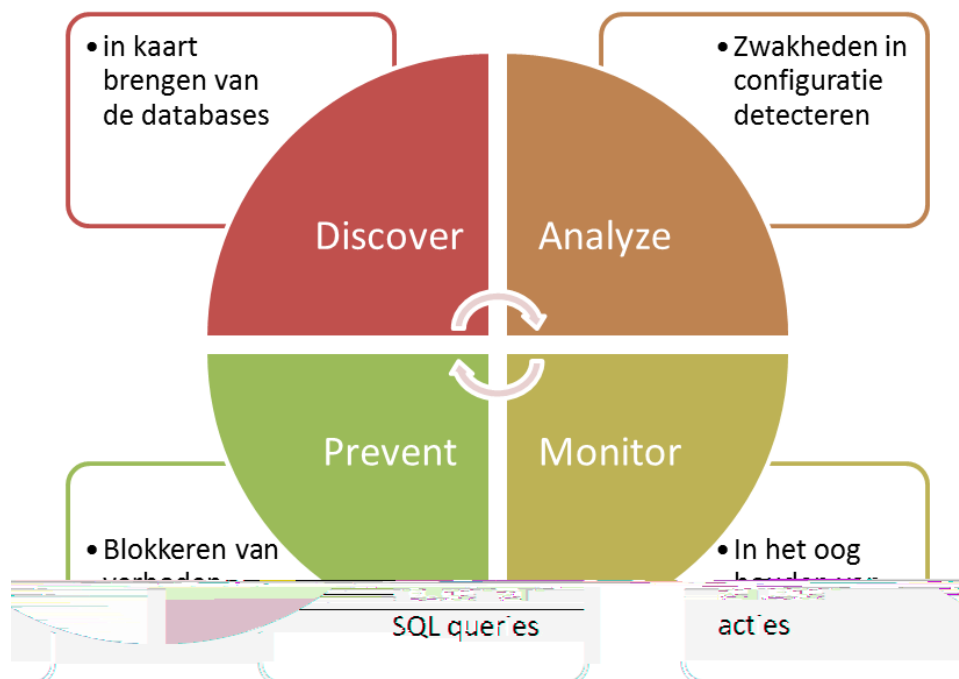 • in kaart
brengen van
de databases
• Zwakheden in
configuratie
detecteren
Discover
Analyze
Prevent
Monitor
• Blokkeren van
SQL queries
• In het oog
acties